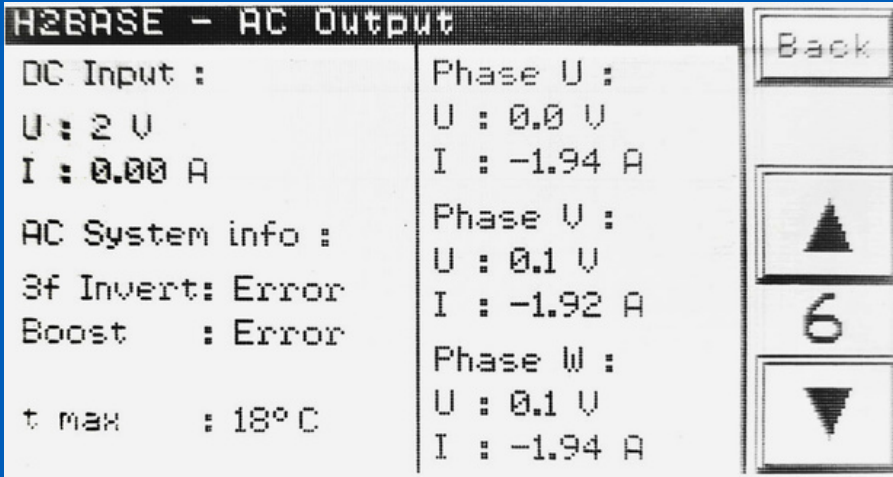 H2BASE - AC Output
Back
DC Input :
U : 2 V
I : 0.00 A
AC System info :
3f Invert: Error
Boost : Error
t max : 18° C
Phase U :
U : 0.0 V
I : -1.94 A
Phase V :
U : 0.1 V
I : -1.92 A
Phase W :
U : 0.1 V
I : -1.94 A
6